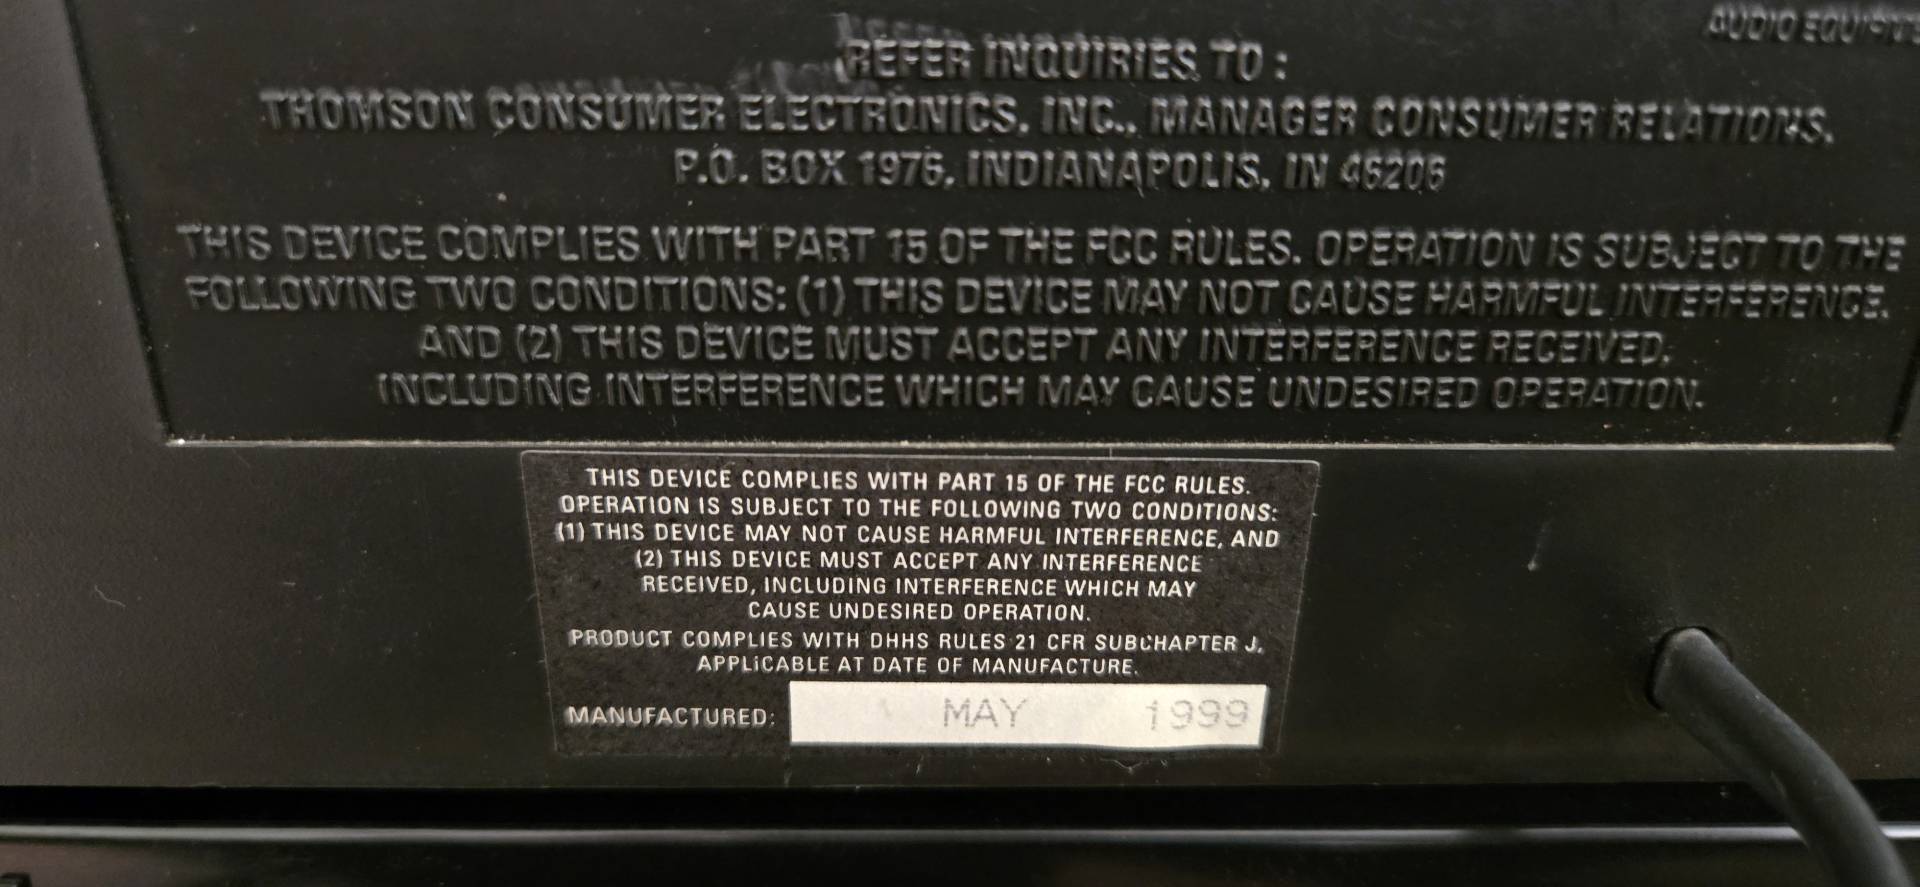 AUDIO EQUIPME
REFER INQUIRIES TO :
THOMSON CONSUMER ELECTRONICS, INC., MANAGER CONSUMER RELATIONS,
P.O. BOX 1976, INDIANAPOLIS, IN 46206
THIS DEVICE COMPLIES WITH PART 15 OF THE FCC RULES. OPERATION IS SUBJECT TO THE
FOLLOWING TWO CONDITIONS: (1) THIS DEVICE MAY NOT CAUSE HARMFUL INTERFERENCE,
AND (2) THIS DEVICE MUST ACCEPT ANY INTERFERENCE RECEIVED,
INCLUDING INTERFERENCE WHICH MAY CAUSE UNDESIRED OPERATION.
THIS DEVICE COMPLIES WITH PART 15 OF THE FCC RULES.
OPERATION IS SUBJECT TO THE FOLLOWING TWO CONDITIONS:
(1) THIS DEVICE MAY NOT CAUSE HARMFUL INTERFERENCE, AND
(2) THIS DEVICE MUST ACCEPT ANY INTERFERENCE
RECEIVED, INCLUDING INTERFERENCE WHICH MAY
CAUSE UNDESIRED OPERATION.
PRODUCT COMPLIES WITH DHHS RULES 21 CFR SUBCHAPTER J,
APPLICABLE AT DATE OF MANUFACTURE.
MANUFACTURED: MAY 1999